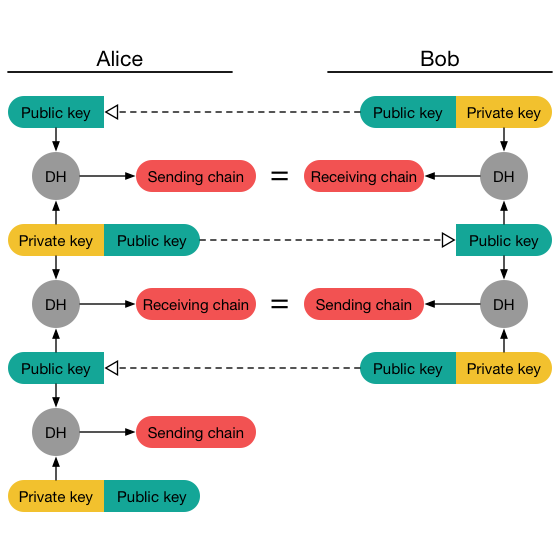 Alice
Bob
Public key
Public key
Private key
DH
Sending chain
=
Receiving chain
DH
Private key
Public key
Public key
DH
Receiving chain
=
Sending chain
DH
Public key
Public key
Private key
DH
Sending chain
Private key
Public key